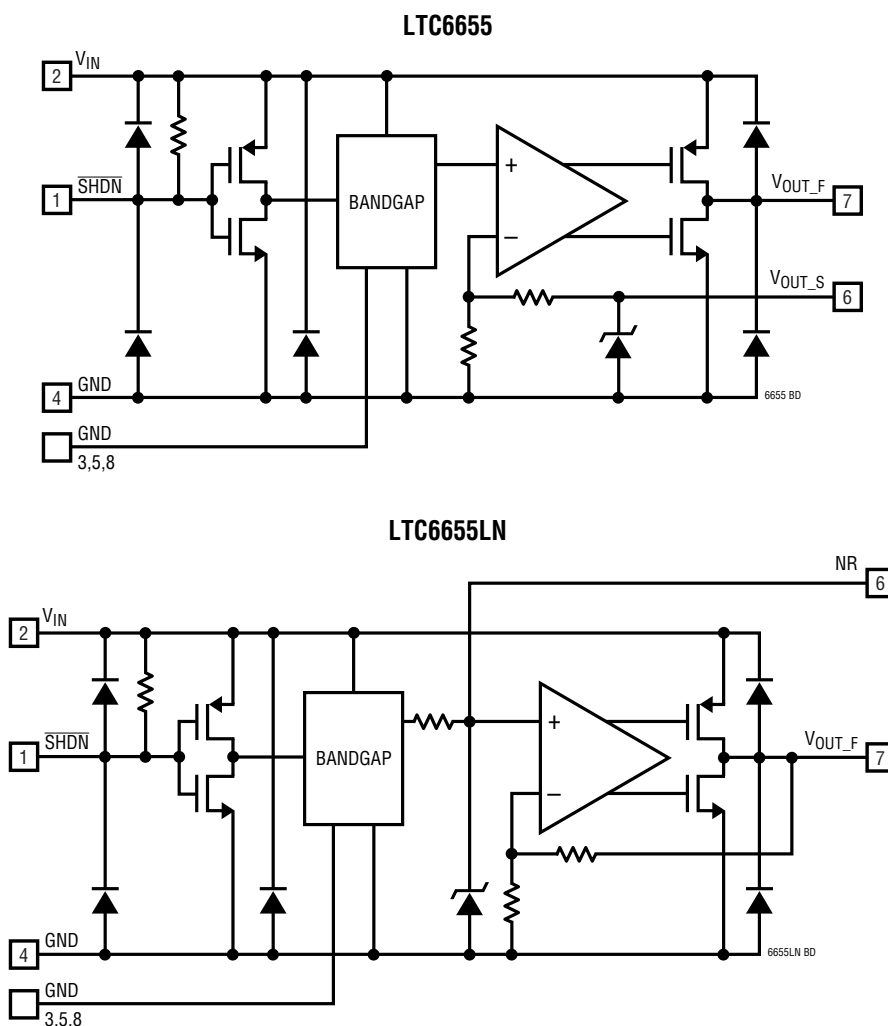 LTC6655
VIN
2
1
SHDN
BANDGAP
+
–
VOUT_F
7
VOUT_S
6
4
GND
6655 BD
GND
3,5,8
LTC6655LN
NR
6
VIN
2
1
SHDN
BANDGAP
+
–
VOUT_F
7
4
GND
6655LN BD
GND
3,5,8